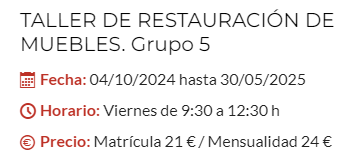 TALLER DE RESTAURACIÓN DE
MUEBLES. Grupo 5
Fecha: 04/10/2024 hasta 30/05/2025
Horario: Viernes de 9:30 a 12:30 h
Precio: Matrícula 21 € / Mensualidad 24 €